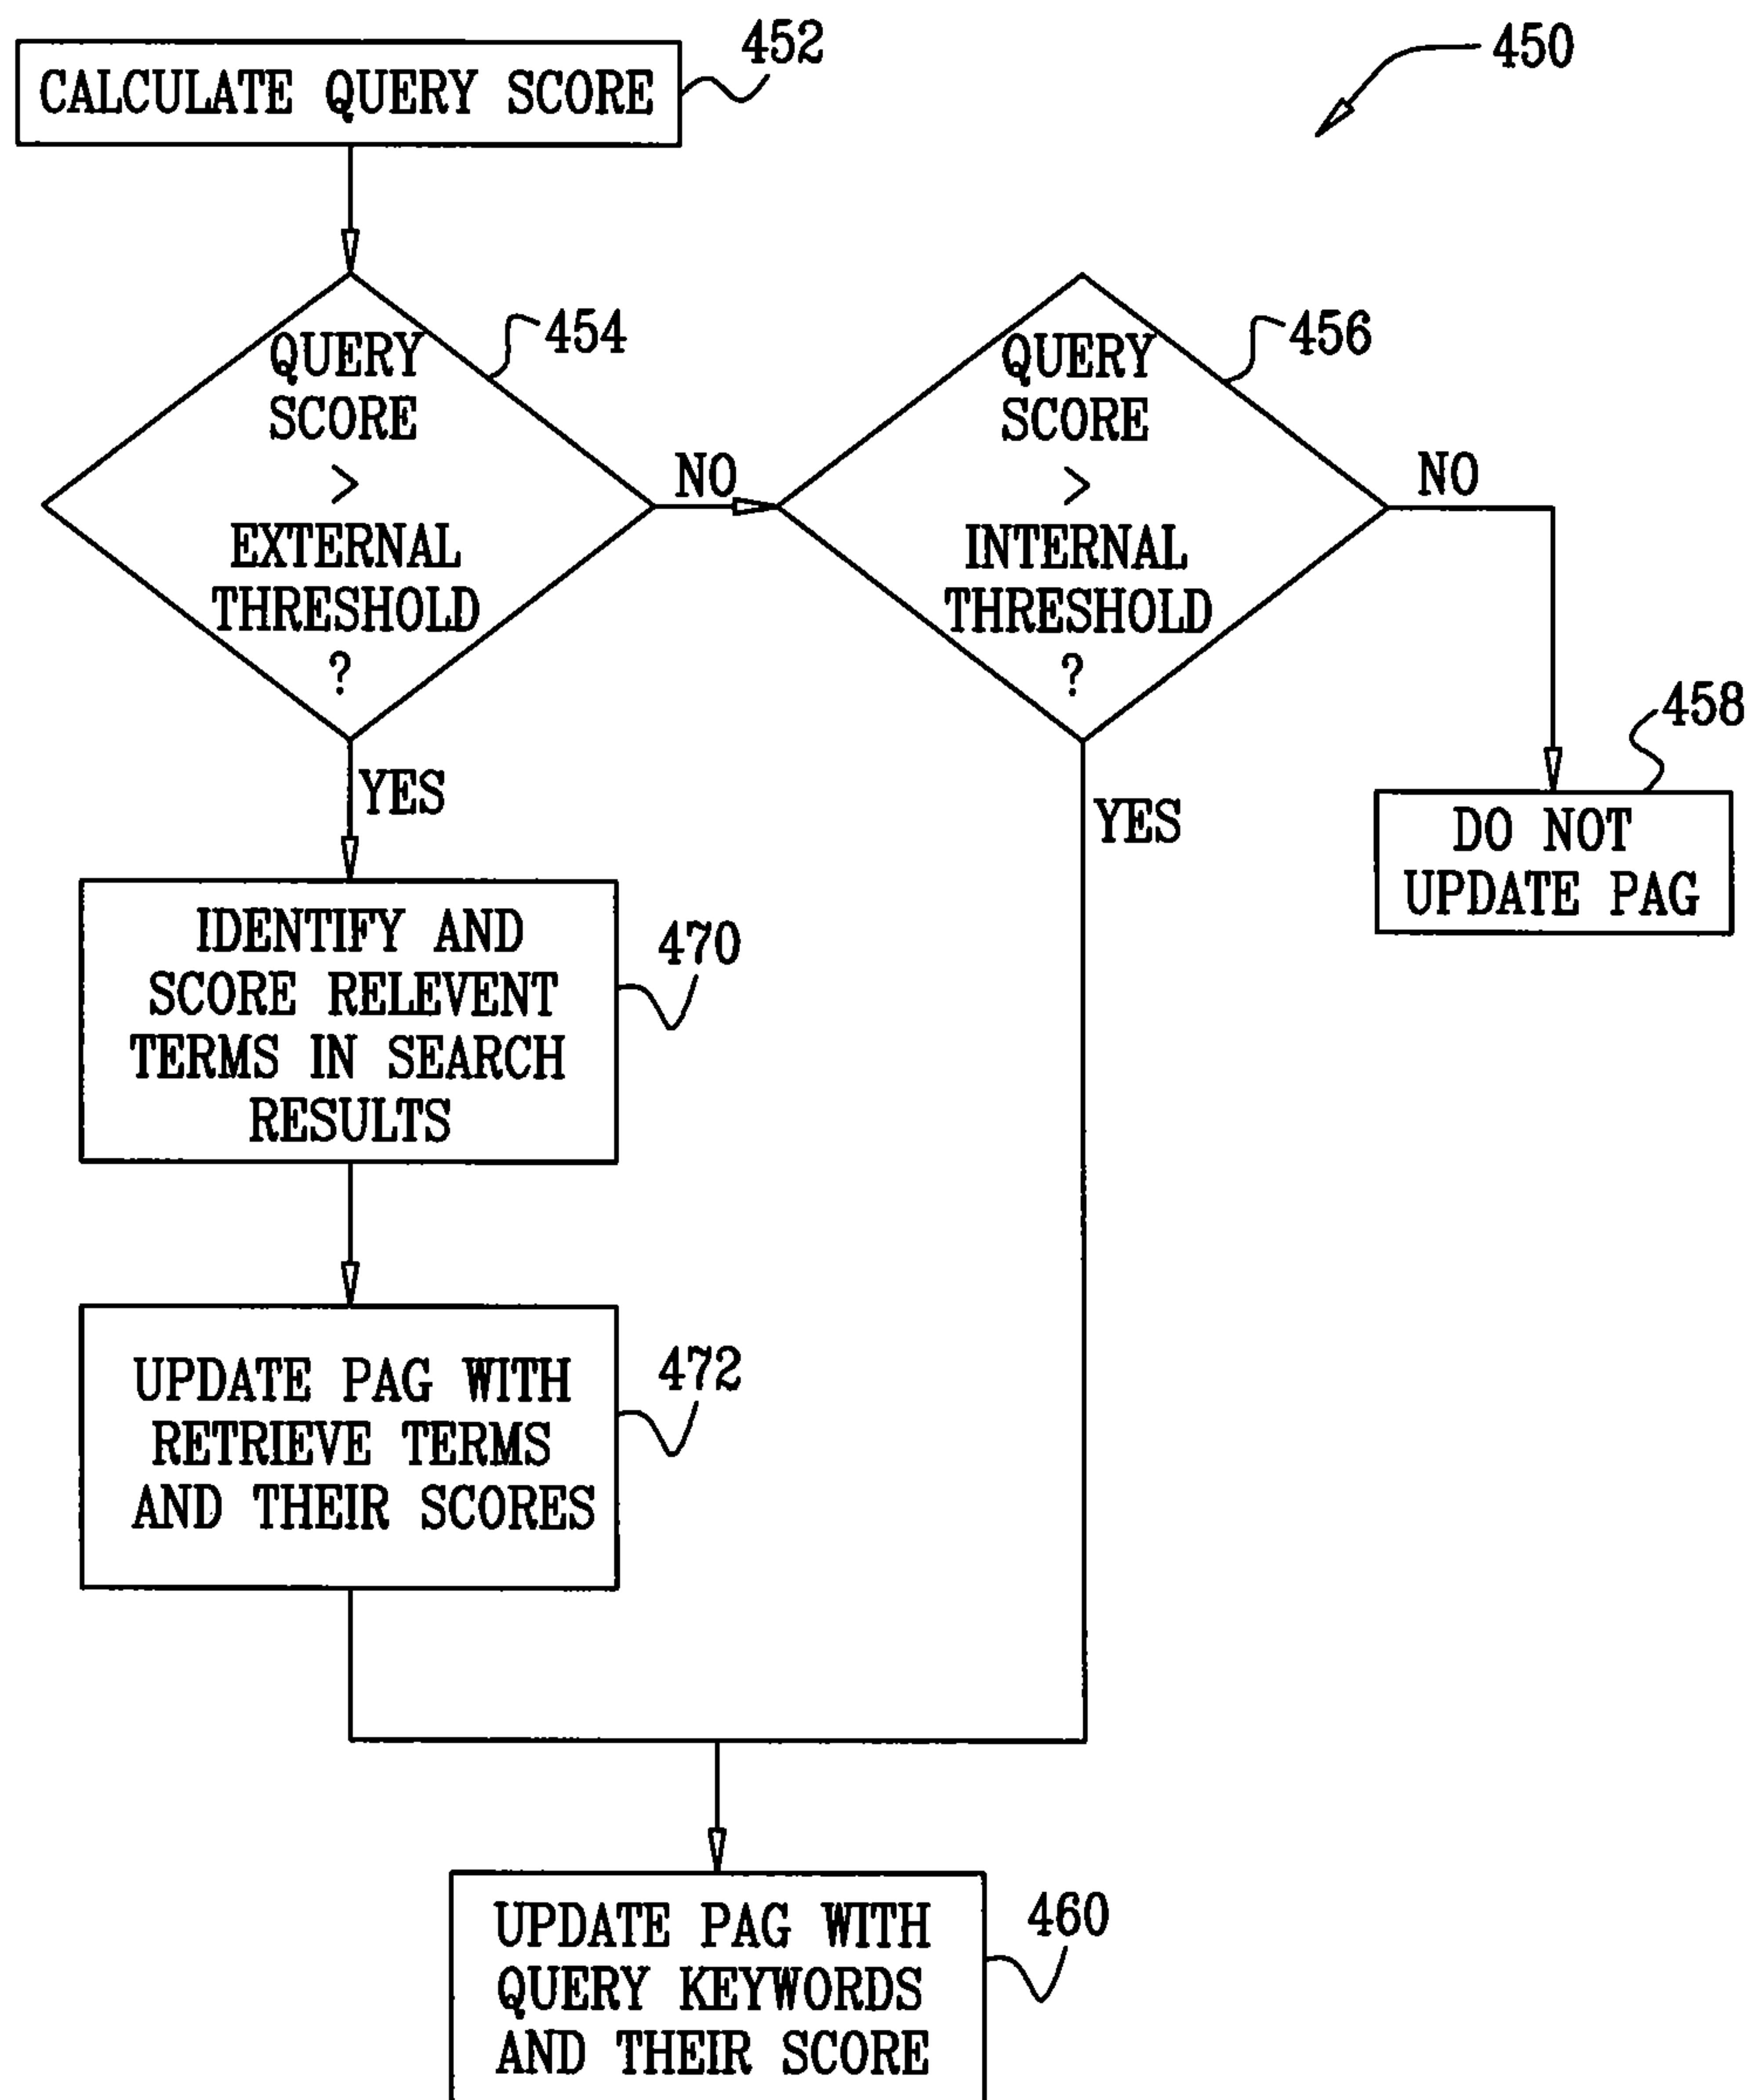 452
450
CALCULATE QUERY SCORE
454
QUERY
SCORE
>
EXTERNAL
THRESHOLD
?
NO
456
QUERY
SCORE
>
INTERNAL
THRESHOLD
?
NO
YES
YES
458
DO NOT
UPDATE PAG
IDENTIFY AND
SCORE RELEVENT
TERMS IN SEARCH
RESULTS
470
UPDATE PAG WITH
RETRIEVE TERMS
AND THEIR SCORES
472
UPDATE PAG WITH
QUERY KEYWORDS
AND THEIR SCORE
460